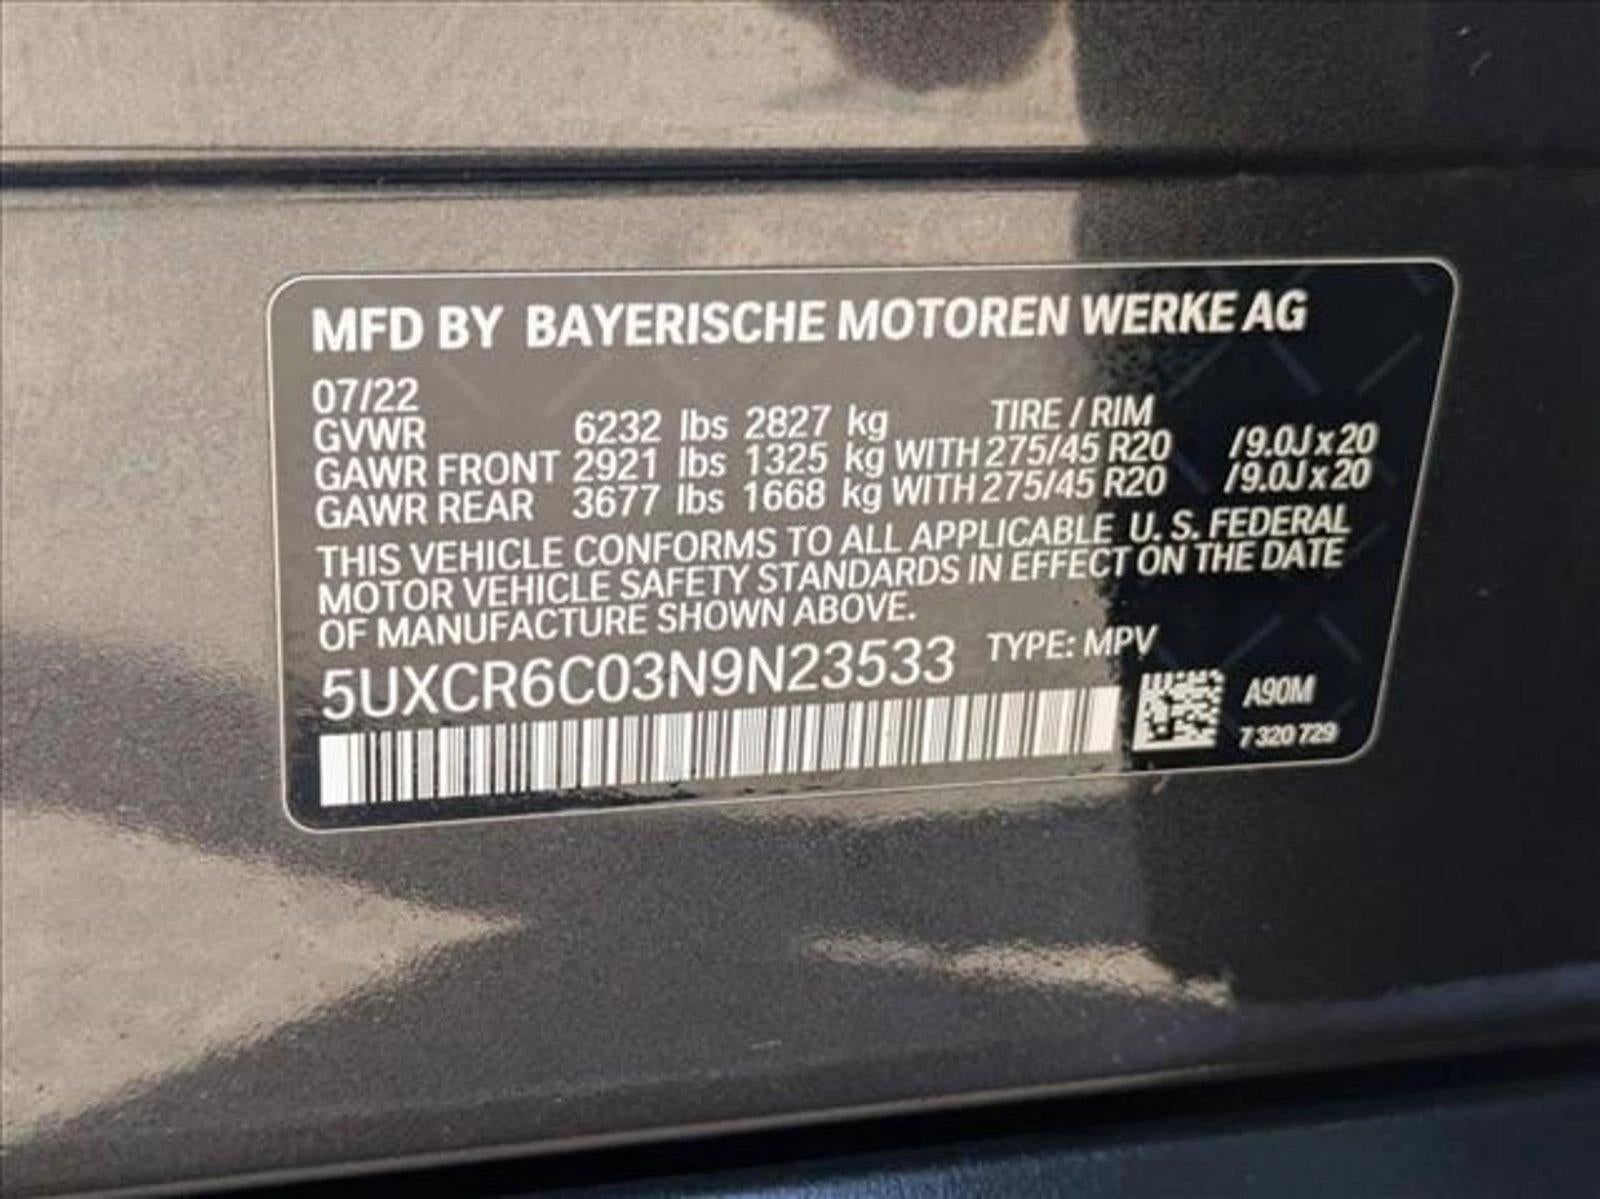 MFD BY BAYERISCHE MOTOREN WERKE AG
07/22
GVWR 6232 lbs 2827 kg TIRE / RIM
GAWR FRONT 2921 lbs 1325 kg WITH 275/45 R20 /9.0J x 20
GAWR REAR 3677 lbs 1668 kg WITH 275/45 R20 /9.0J x 20
THIS VEHICLE CONFORMS TO ALL APPLICABLE U. S. FEDERAL
MOTOR VEHICLE SAFETY STANDARDS IN EFFECT ON THE DATE
OF MANUFACTURE SHOWN ABOVE.
5UXCR6C03N9N23533 TYPE: MPV
A90M
7 320 729